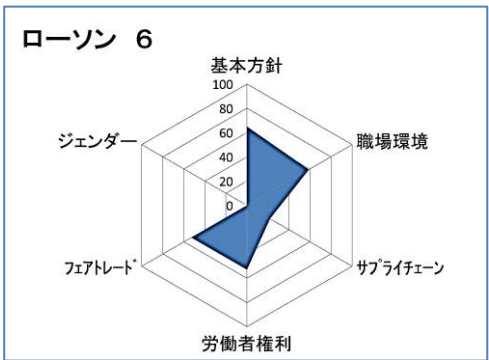 ローソン ６
基本方針
100
80
60
40
20
0
ジェンダー
職場環境
フェアトレード
サプライチェーン
労働者権利